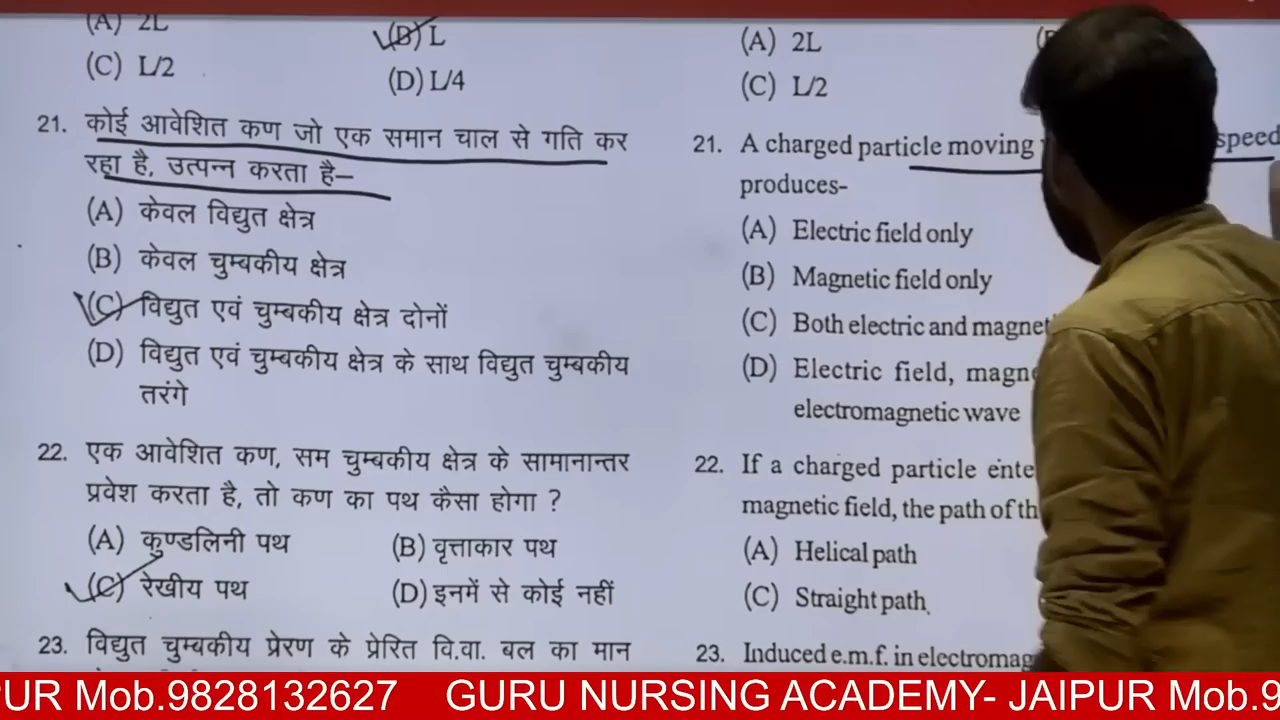 (A) 2L
(B) L
(C) L/2
(D) L/4
21. कोई आवेशित कण जो एक समान चाल से गति कर
रहा है, उत्पन्न करता है–
(A) केवल विद्युत क्षेत्र
(B) केवल चुम्बकीय क्षेत्र
(C) विद्युत एवं चुम्बकीय क्षेत्र दोनों
(D) विद्युत एवं चुम्बकीय क्षेत्र के साथ विद्युत चुम्बकीय
तरंगे
22. एक आवेशित कण, सम चुम्बकीय क्षेत्र के सामानान्तर
प्रवेश करता है, तो कण का पथ कैसा होगा ?
(A) कुण्डलिनी पथ
(B) वृत्ताकार पथ
(C) रेखीय पथ
(D) इनमें से कोई नहीं
23. विद्युत चुम्बकीय प्रेरण के प्रेरित वि.वा. बल का मान
(A) 2L
(C) L/2
21. A charged particle moving speed
produces-
(A) Electric field only
(B) Magnetic field only
(C) Both electric and magnet
(D) Electric field, magn
electromagnetic wave
22. If a charged particle ente
magnetic field, the path of th
(A) Helical path
(C) Straight path
23. Induced e.m.f. in electromag
PUR Mob.9828132627 GURU NURSING ACADEMY- JAIPUR Mob.9